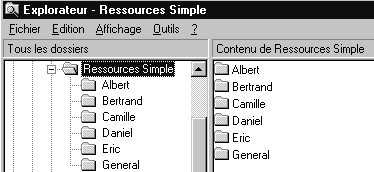 Explorateur - Ressources Simple
Fichier Edition Affichage Outils ?
Tous les dossiers
Contenu de Ressources Simple
Ressources Simple
Albert
Bertrand
Camille
Daniel
Eric
General
Albert
Bertrand
Camille
Daniel
Eric
General